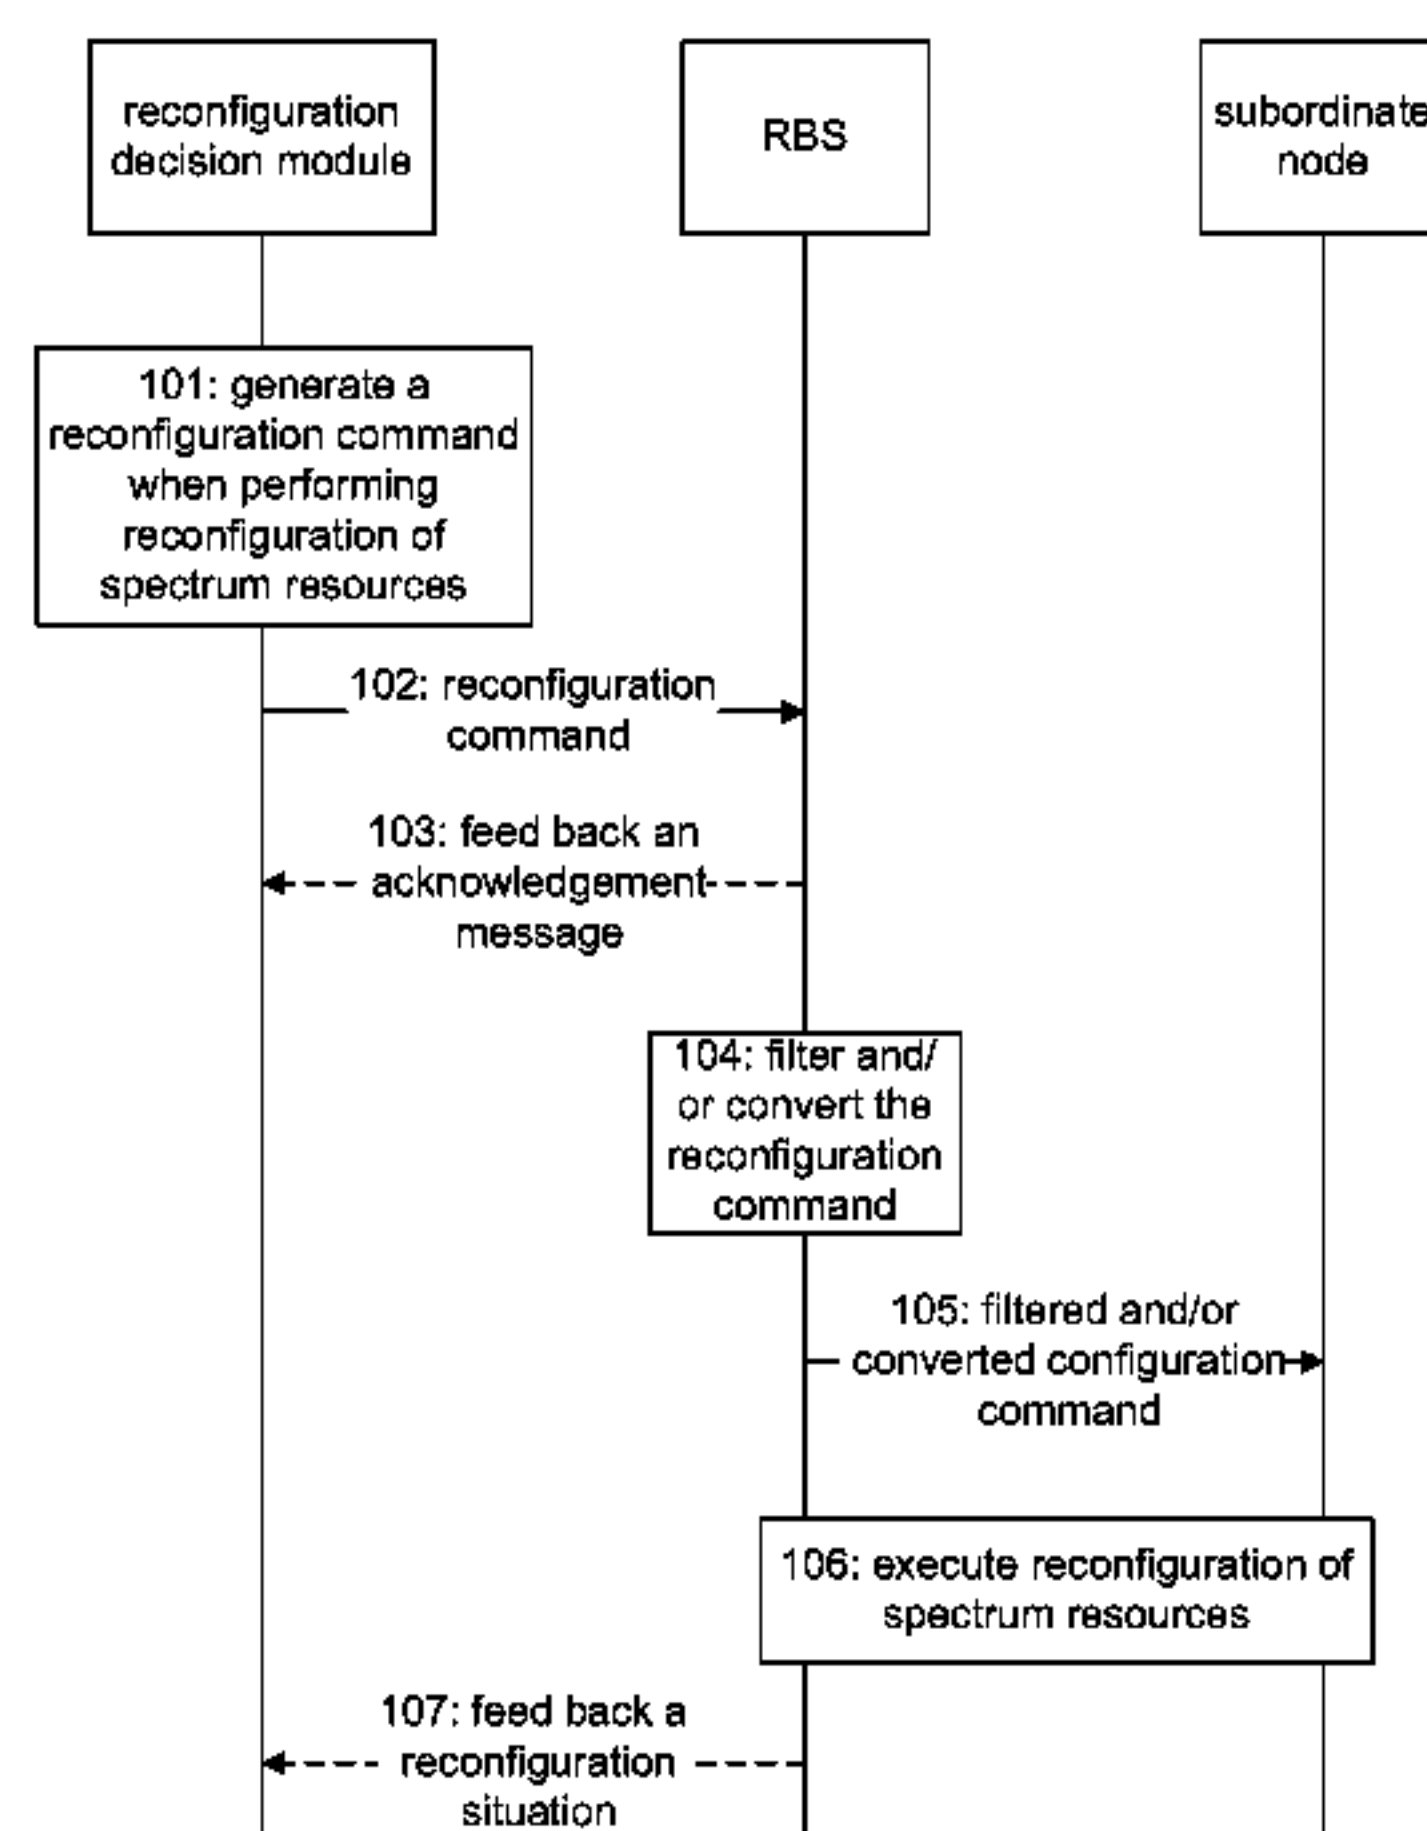 reconfiguration
decision module
RBS
subordinate
node
101: generate a
reconfiguration command
when performing
reconfiguration of
spectrum resources
102: reconfiguration
command
103: feed back an
acknowledgement
message
104: filter and/
or convert the
reconfiguration
command
105: filtered and/or
converted configuration
command
106: execute reconfiguration of
spectrum resources
107: feed back a
reconfiguration
situation